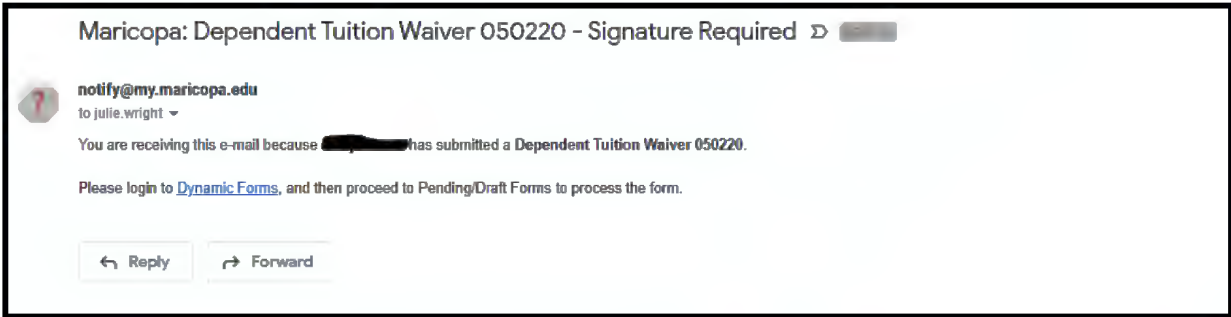 Maricopa: Dependent Tuition Waiver 050220 - Signature Required
notify@my.maricopa.edu
to julie.wright
You are receiving this e-mail because has submitted a Dependent Tuition Waiver 050220.
Please login to Dynamic Forms, and then proceed to Pending/Draft Forms to process the form.
Reply Forward